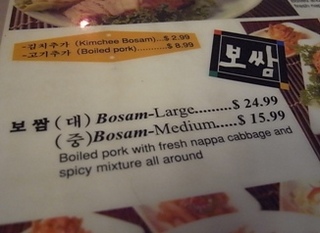 -김치추가 (Kimchee Bosam)...$ 2.99
-고기추가 (Boiled pork).......$ 8.99
보쌈
보 짬 (대) Bosam-Large..........$ 24.99
(중)Bosam-Medium.....$ 15.99
Boiled pork with fresh nappa cabbage and
spicy mixture all around